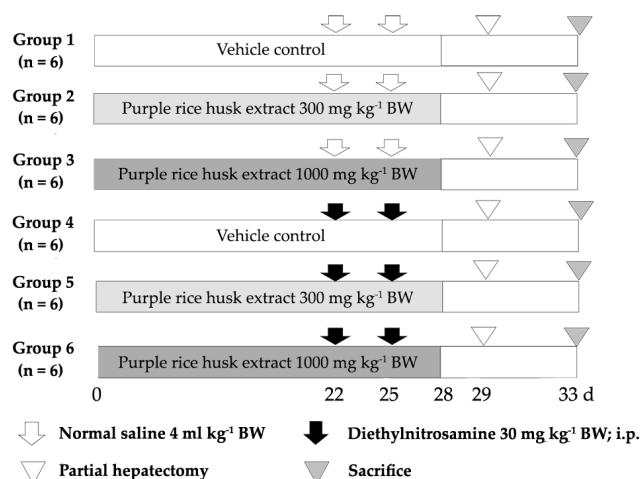 Group 1
(n = 6)
Vehicle control
Group 2
(n = 6)
Purple rice husk extract 300 mg kg-1 BW
Group 3
(n = 6)
Purple rice husk extract 1000 mg kg-1 BW
Group 4
(n = 6)
Vehicle control
Group 5
(n = 6)
Purple rice husk extract 300 mg kg-1 BW
Group 6
(n = 6)
Purple rice husk extract 1000 mg kg-1 BW
0 22 25 28 29 33 d
Normal saline 4 ml kg-1 BW
Diethylnitrosamine 30 mg kg-1 BW; i.p.
Partial hepatectomy
Sacrifice